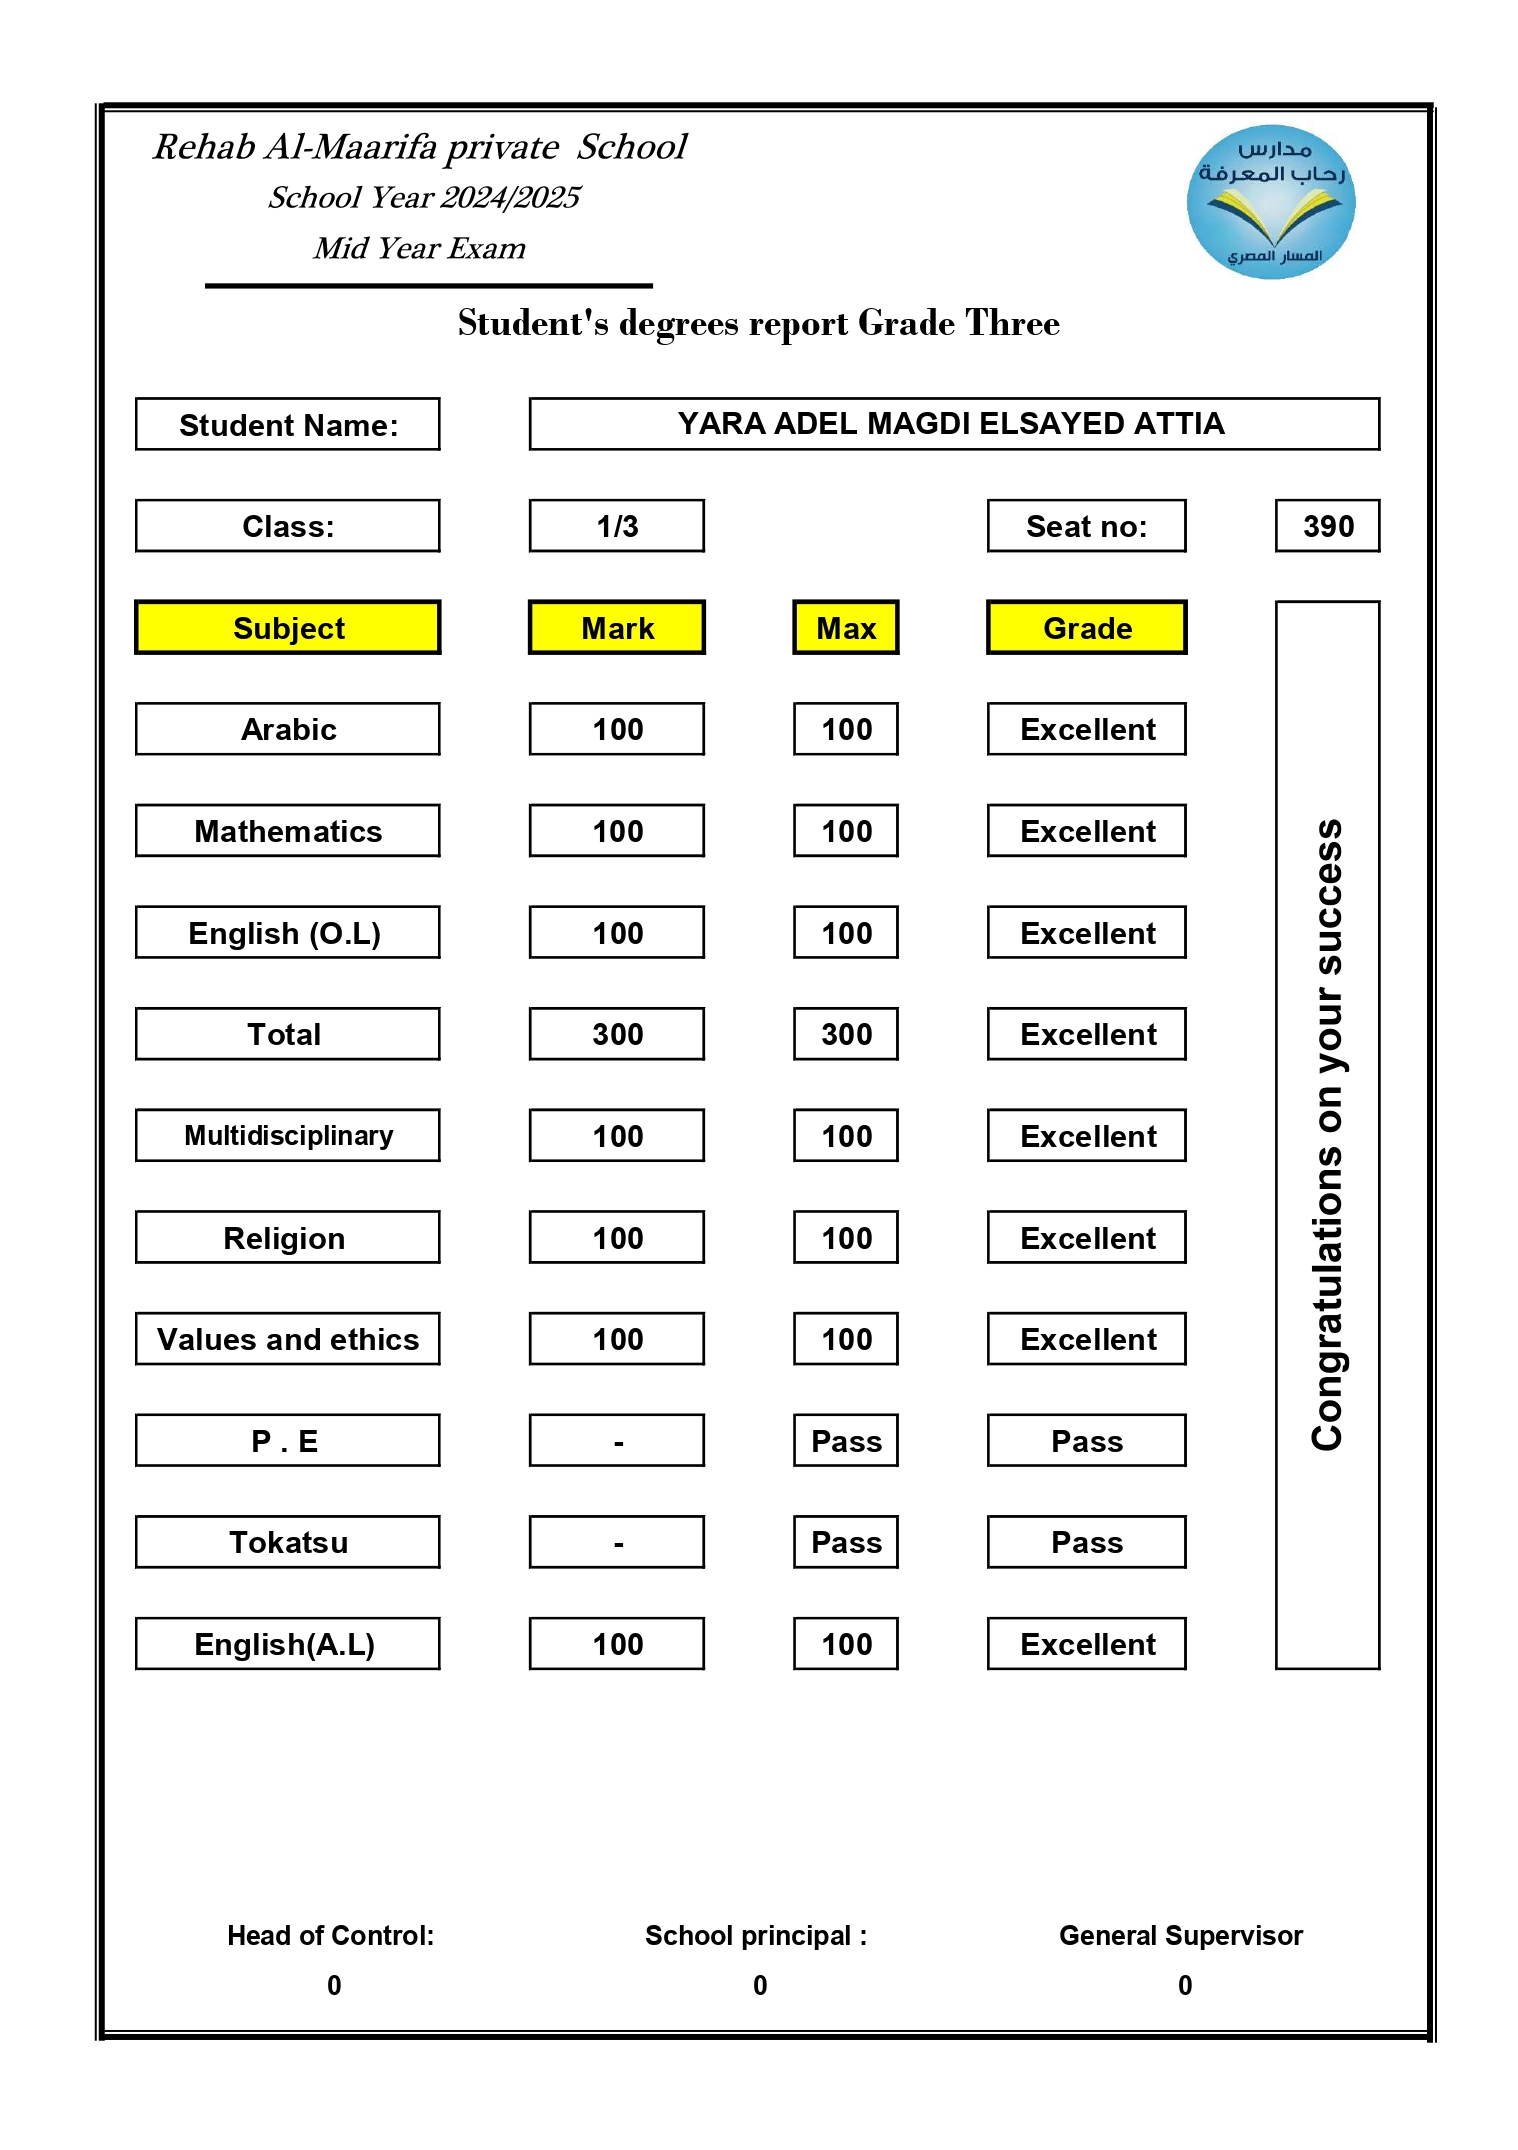 Rehab Al-Maarifa private School
School Year 2024/2025
Mid Year Exam
مدارس
رحاب المعرفة
المسار المصري
Student's degrees report Grade Three
Student Name: YARA ADEL MAGDI ELSAYED ATTIA
Class: 1/3 Seat no: 390
Subject Mark Max Grade
Arabic 100 100 Excellent
Mathematics 100 100 Excellent
English (O.L) 100 100 Excellent
Total 300 300 Excellent
Multidisciplinary 100 100 Excellent
Religion 100 100 Excellent
Values and ethics 100 100 Excellent
P . E - Pass Pass
Tokatsu - Pass Pass
English(A.L) 100 100 Excellent
Congratulations on your success
Head of Control: School principal : General Supervisor
0 0 0